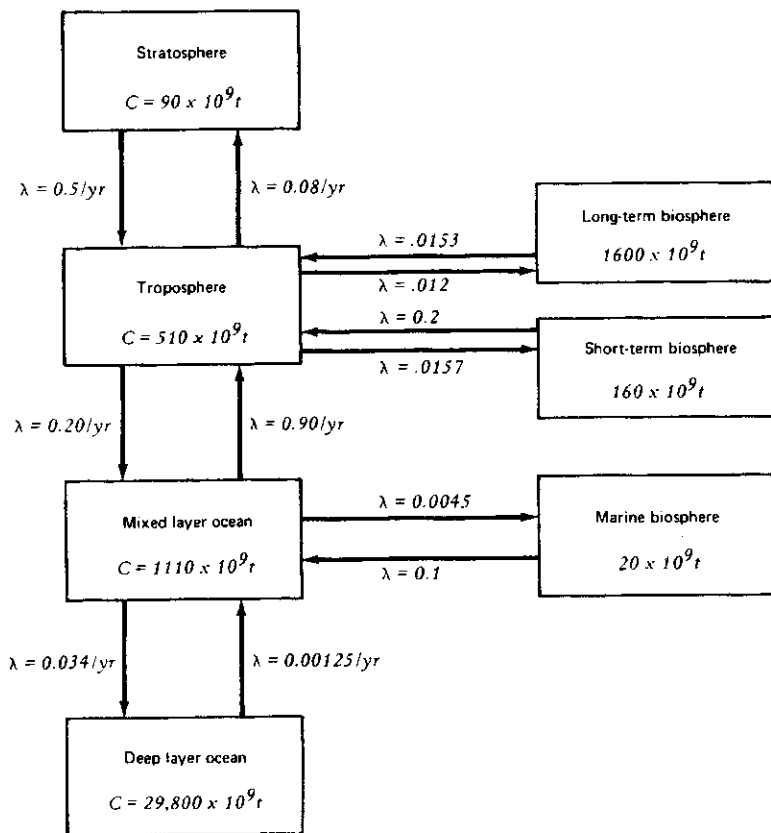 Stratosphere
C = 90 x 10⁹t
λ = 0.5/yr
λ = 0.08/yr
Long-term biosphere
1600 x 10⁹t
λ = .0153
λ = .012
Troposphere
C = 510 x 10⁹t
λ = 0.2
λ = .0157
Short-term biosphere
160 x 10⁹t
λ = 0.20/yr
λ = 0.90/yr
Mixed layer ocean
C = 1110 x 10⁹t
λ = 0.0045
λ = 0.1
Marine biosphere
20 x 10⁹t
λ = 0.034/yr
λ = 0.00125/yr
Deep layer ocean
C = 29,800 x 10⁹t